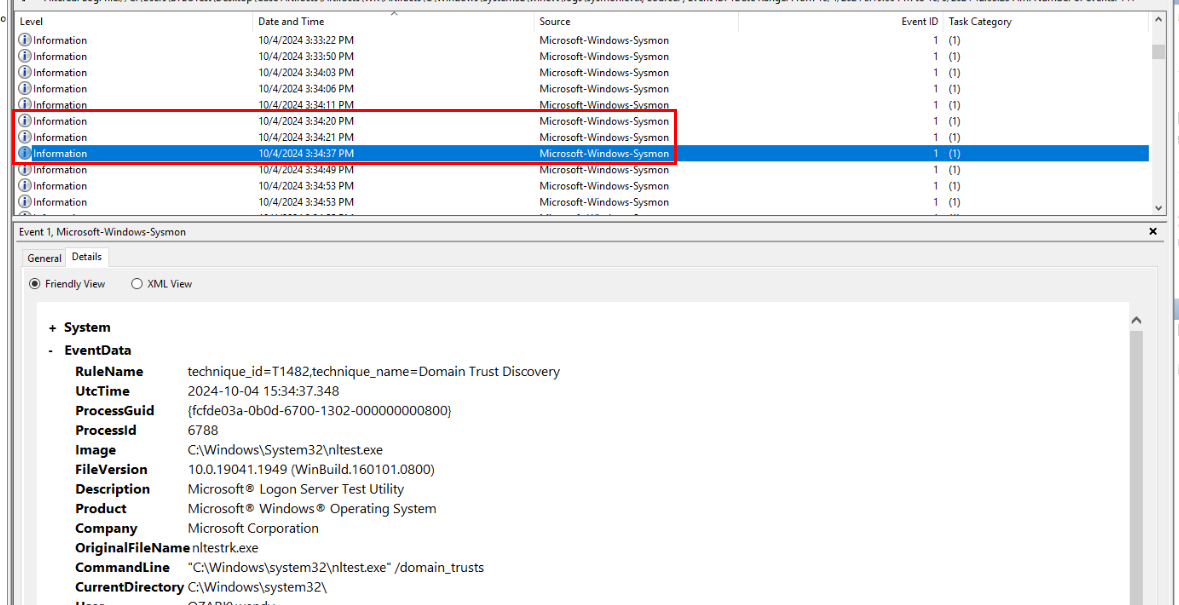 Level Date and Time Source Event ID Task Category
Information 10/4/2024 3:33:22 PM Microsoft-Windows-Sysmon 1 (1)
Information 10/4/2024 3:33:50 PM Microsoft-Windows-Sysmon 1 (1)
Information 10/4/2024 3:34:03 PM Microsoft-Windows-Sysmon 1 (1)
Information 10/4/2024 3:34:06 PM Microsoft-Windows-Sysmon 1 (1)
Information 10/4/2024 3:34:11 PM Microsoft-Windows-Sysmon 1 (1)
Information 10/4/2024 3:34:20 PM Microsoft-Windows-Sysmon 1 (1)
Information 10/4/2024 3:34:21 PM Microsoft-Windows-Sysmon 1 (1)
Information 10/4/2024 3:34:37 PM Microsoft-Windows-Sysmon 1 (1)
Information 10/4/2024 3:34:49 PM Microsoft-Windows-Sysmon 1 (1)
Information 10/4/2024 3:34:53 PM Microsoft-Windows-Sysmon 1 (1)
Information 10/4/2024 3:34:53 PM Microsoft-Windows-Sysmon 1 (1)
Event 1, Microsoft-Windows-Sysmon
General Details
Friendly View XML View
+ System
- EventData
RuleName technique_id=T1482,technique_name=Domain Trust Discovery
UtcTime 2024-10-04 15:34:37.348
ProcessGuid {fcfde03a-0b0d-6700-1302-000000000800}
ProcessId 6788
Image C:\Windows\System32\nltest.exe
FileVersion 10.0.19041.1949 (WinBuild.160101.0800)
Description Microsoft® Logon Server Test Utility
Product Microsoft® Windows® Operating System
Company Microsoft Corporation
OriginalFileName nltestrk.exe
CommandLine "C:\Windows\system32\nltest.exe" /domain_trusts
CurrentDirectory C:\Windows\system32\